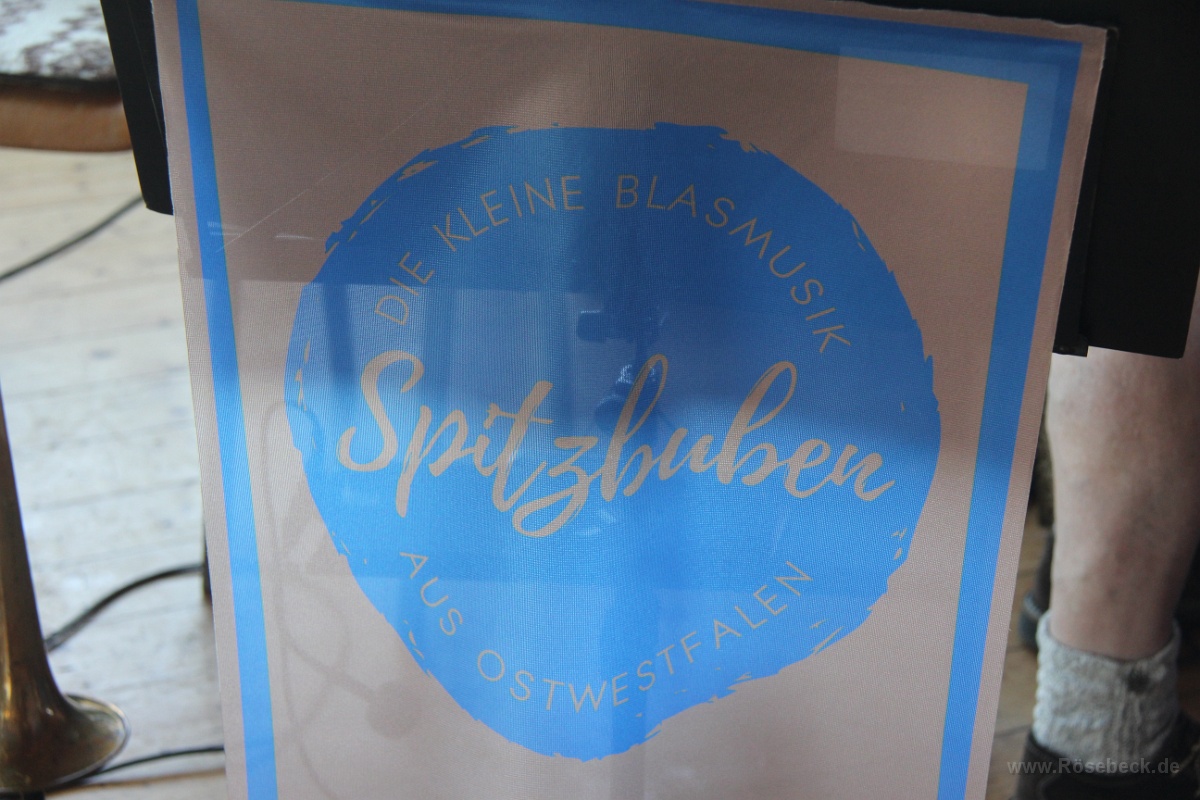 DIE KLEINE BLASMUSIK
Spitzbuben
AUS OSTWESTFALEN
www.Rösebeck.de